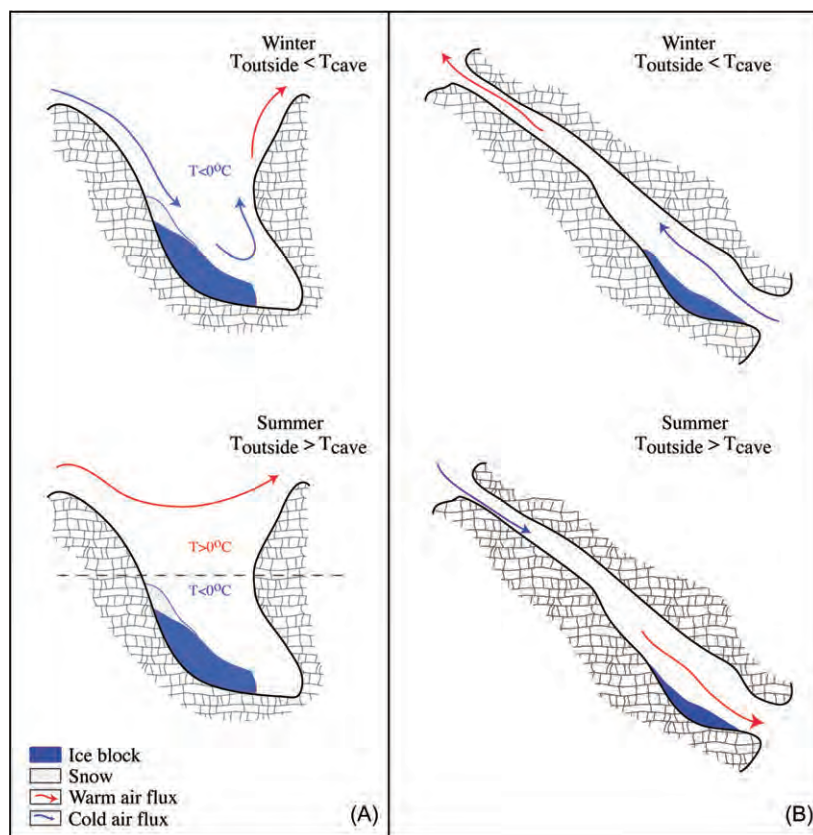 Winter
Toutside < Tcave
T<0°C
Summer
Toutside > Tcave
T>0°C
T<0°C
Ice block
Snow
Warm air flux
Cold air flux
(A)
Winter
Toutside < Tcave
Summer
Toutside > Tcave
(B)